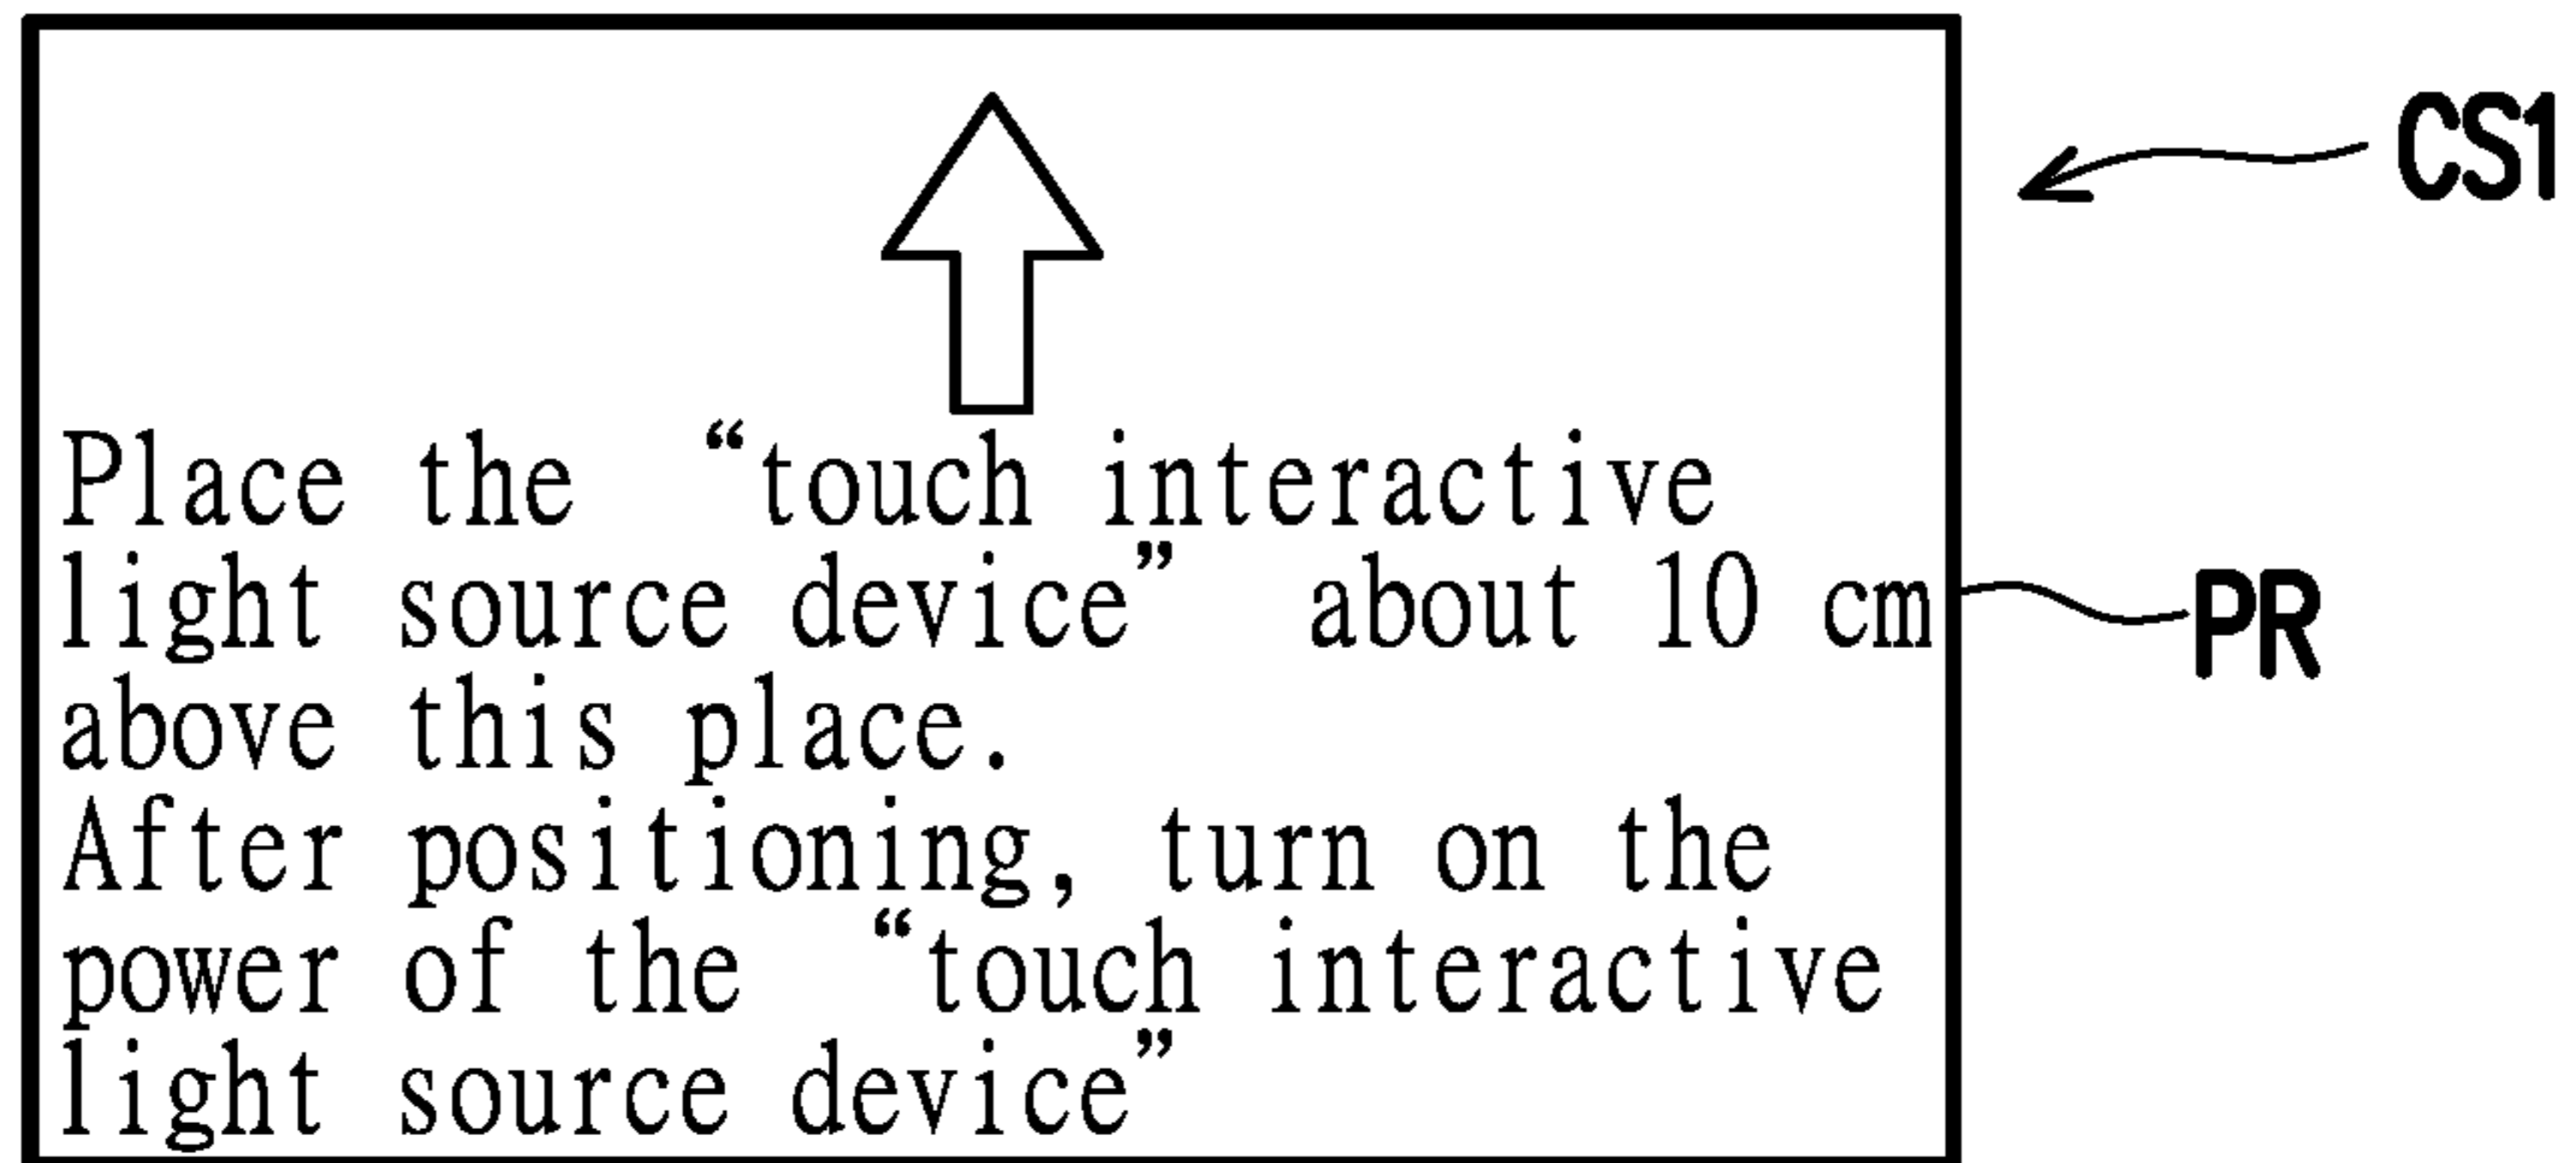 CS1
Place the “touch interactive
light source device” about 10 cm
above this place.
After positioning, turn on the
power of the “touch interactive
light source device”
PR